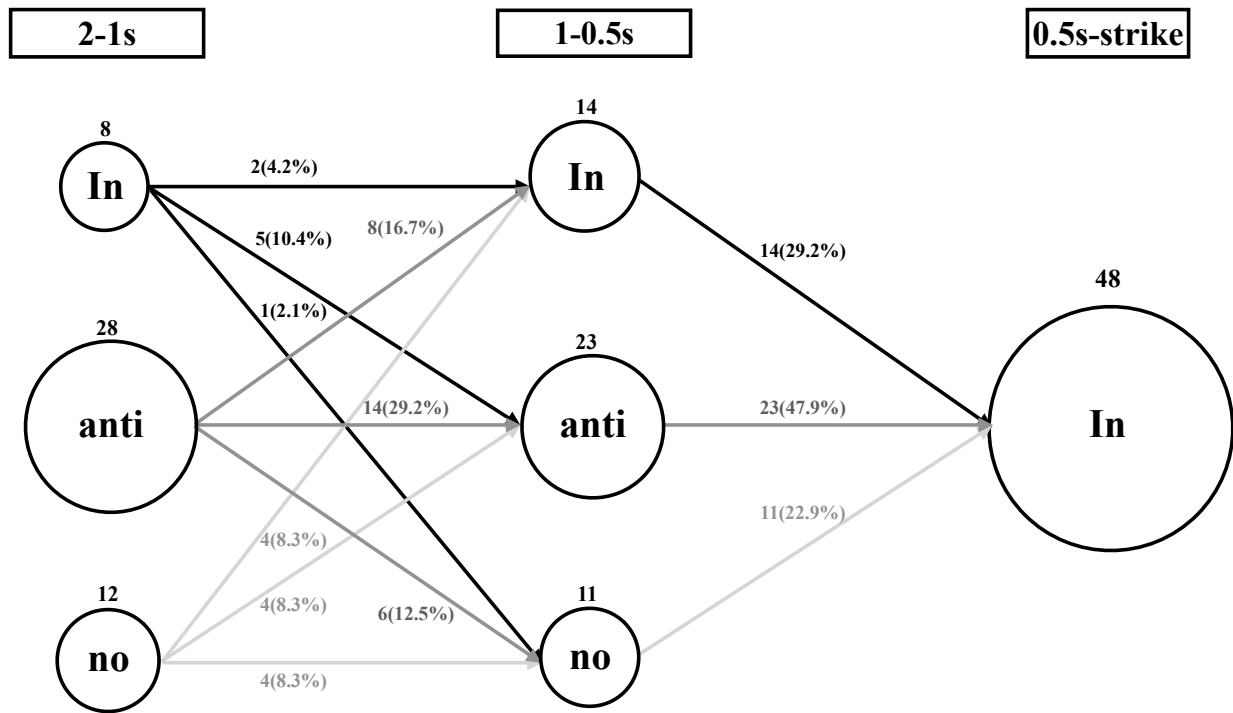 2-1s
1-0.5s
0.5s-strike
8
14
In
In
2(4.2%)
8(16.7%)
5(10.4%)
14(29.2%)
1(2.1%)
48
28
23
anti
14(29.2%)
anti
23(47.9%)
In
4(8.3%)
11(22.9%)
12
4(8.3%)
6(12.5%)
11
no
no
4(8.3%)